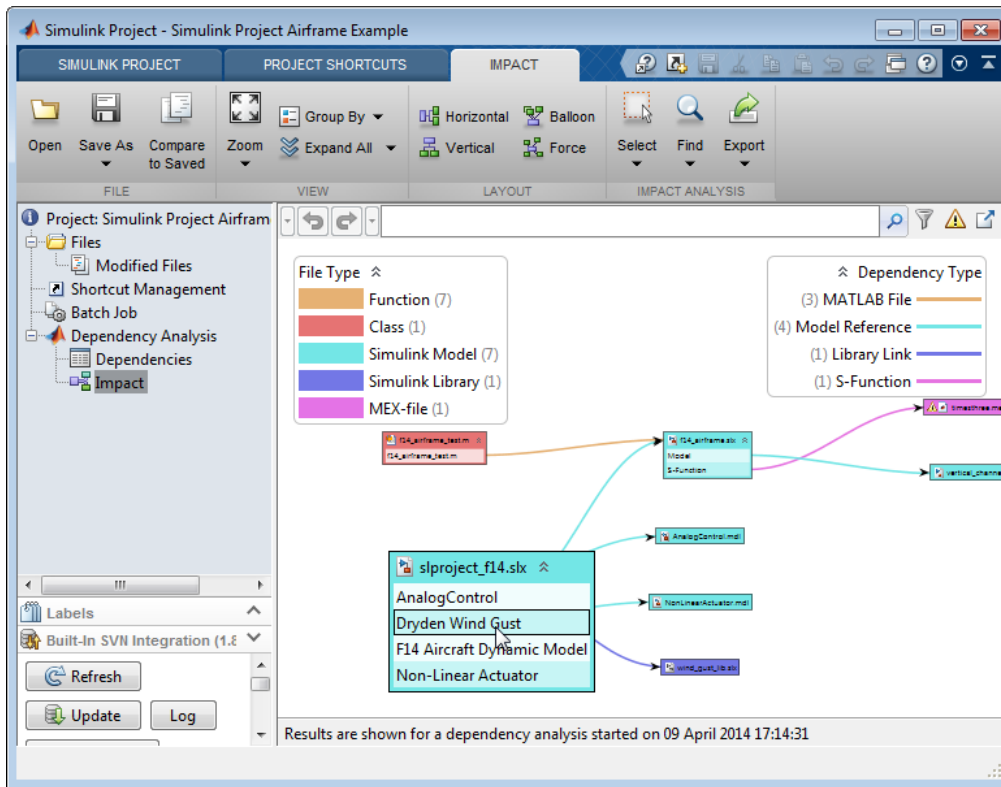 Simulink Project - Simulink Project Airframe Example
SIMULINK PROJECT
PROJECT SHORTCUTS
IMPACT
Open
Save As
Compare to Saved
Zoom
Group By
Expand All
Horizontal
Vertical
Balloon
Force
Select
Find
Export
FILE
VIEW
LAYOUT
IMPACT ANALYSIS
Project: Simulink Project Airfram
Files
Modified Files
Shortcut Management
Batch Job
Dependency Analysis
Dependencies
Impact
Labels
Built-In SVN Integration (1.8
Refresh
Update
Log
File Type
Function (7)
Class (1)
Simulink Model (7)
Simulink Library (1)
MEX-file (1)
Dependency Type
(3) MATLAB File
(4) Model Reference
(1) Library Link
(1) S-Function
f14_airframe_test.m
f14_airframe_test.m
f14_airframe.slx
Model
S-Function
timesthree.me
vertical_channe
AnalogControl.mdl
NonLinearActuator.mdl
wind_gust_lib.slx
slproject_f14.slx
AnalogControl
Dryden Wind Gust
F14 Aircraft Dynamic Model
Non-Linear Actuator
Results are shown for a dependency analysis started on 09 April 2014 17:14:31